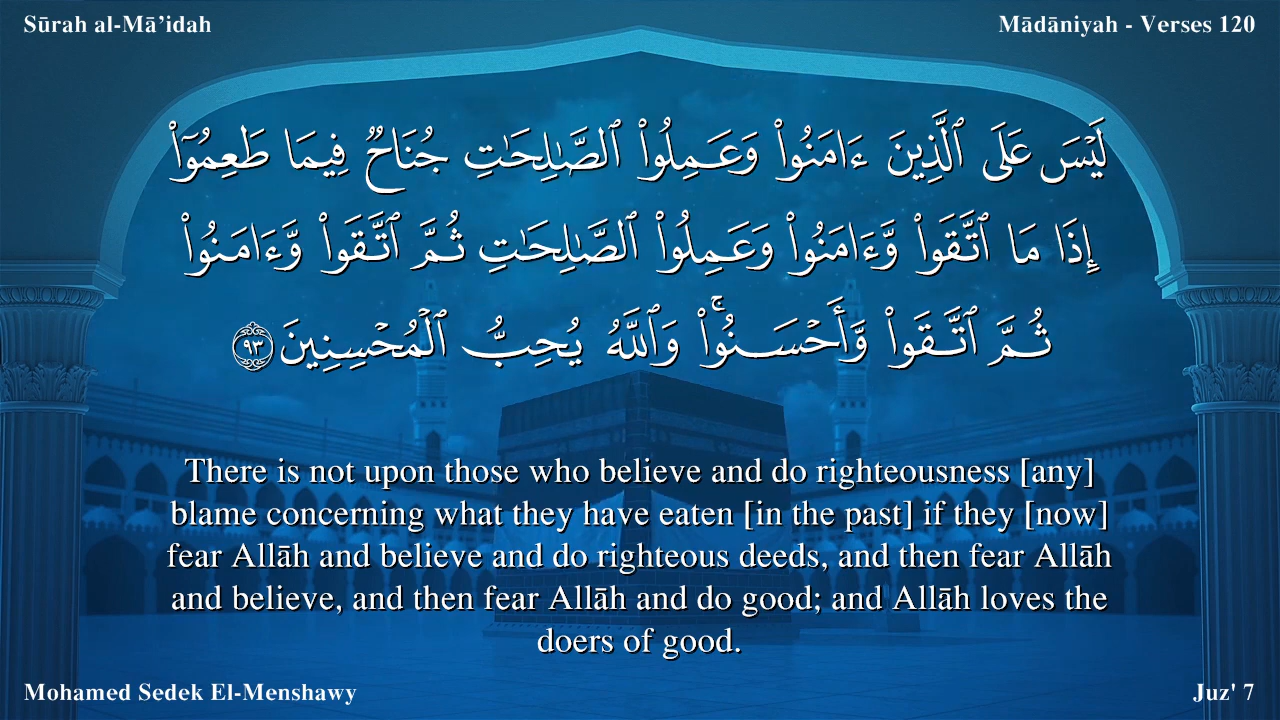 Sūrah al-Mā’idah
Mādāniyah - Verses 120
لَيْسَ عَلَى ٱلَّذِينَ ءَامَنُوا۟ وَعَمِلُوا۟ ٱلصَّـٰلِحَـٰتِ جُنَاحٌ فِيمَا طَعِمُوٓا۟
إِذَا مَا ٱتَّقَوا۟ وَّءَامَنُوا۟ وَعَمِلُوا۟ ٱلصَّـٰلِحَـٰتِ ثُمَّ ٱتَّقَوا۟ وَّءَامَنُوا۟
ثُمَّ ٱتَّقَوا۟ وَّأَحْسَنُوا۟ ۚ وَٱللَّهُ يُحِبُّ ٱلْمُحْسِنِينَ ٩٣
There is not upon those who believe and do righteousness [any]
blame concerning what they have eaten [in the past] if they [now]
fear Allāh and believe and do righteous deeds, and then fear Allāh
and believe, and then fear Allāh and do good; and Allāh loves the
doers of good.
Mohamed Sedek El-Menshawy
Juz' 7